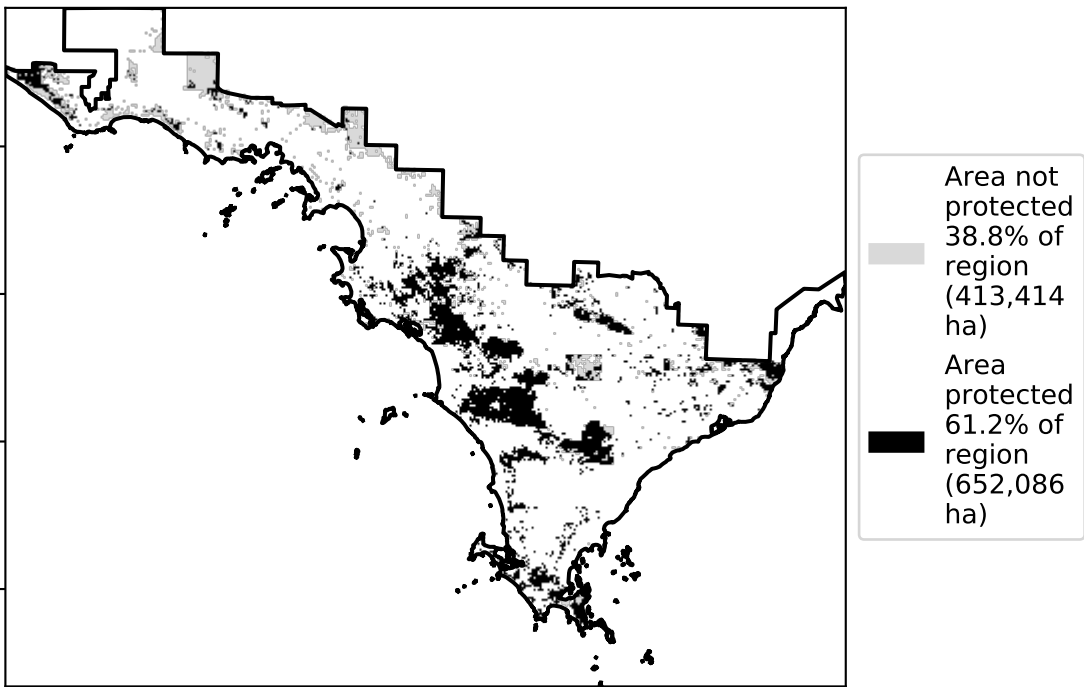 Area not
protected
38.8% of
region
(413,414
ha)
Area
protected
61.2% of
region
(652,086
ha)